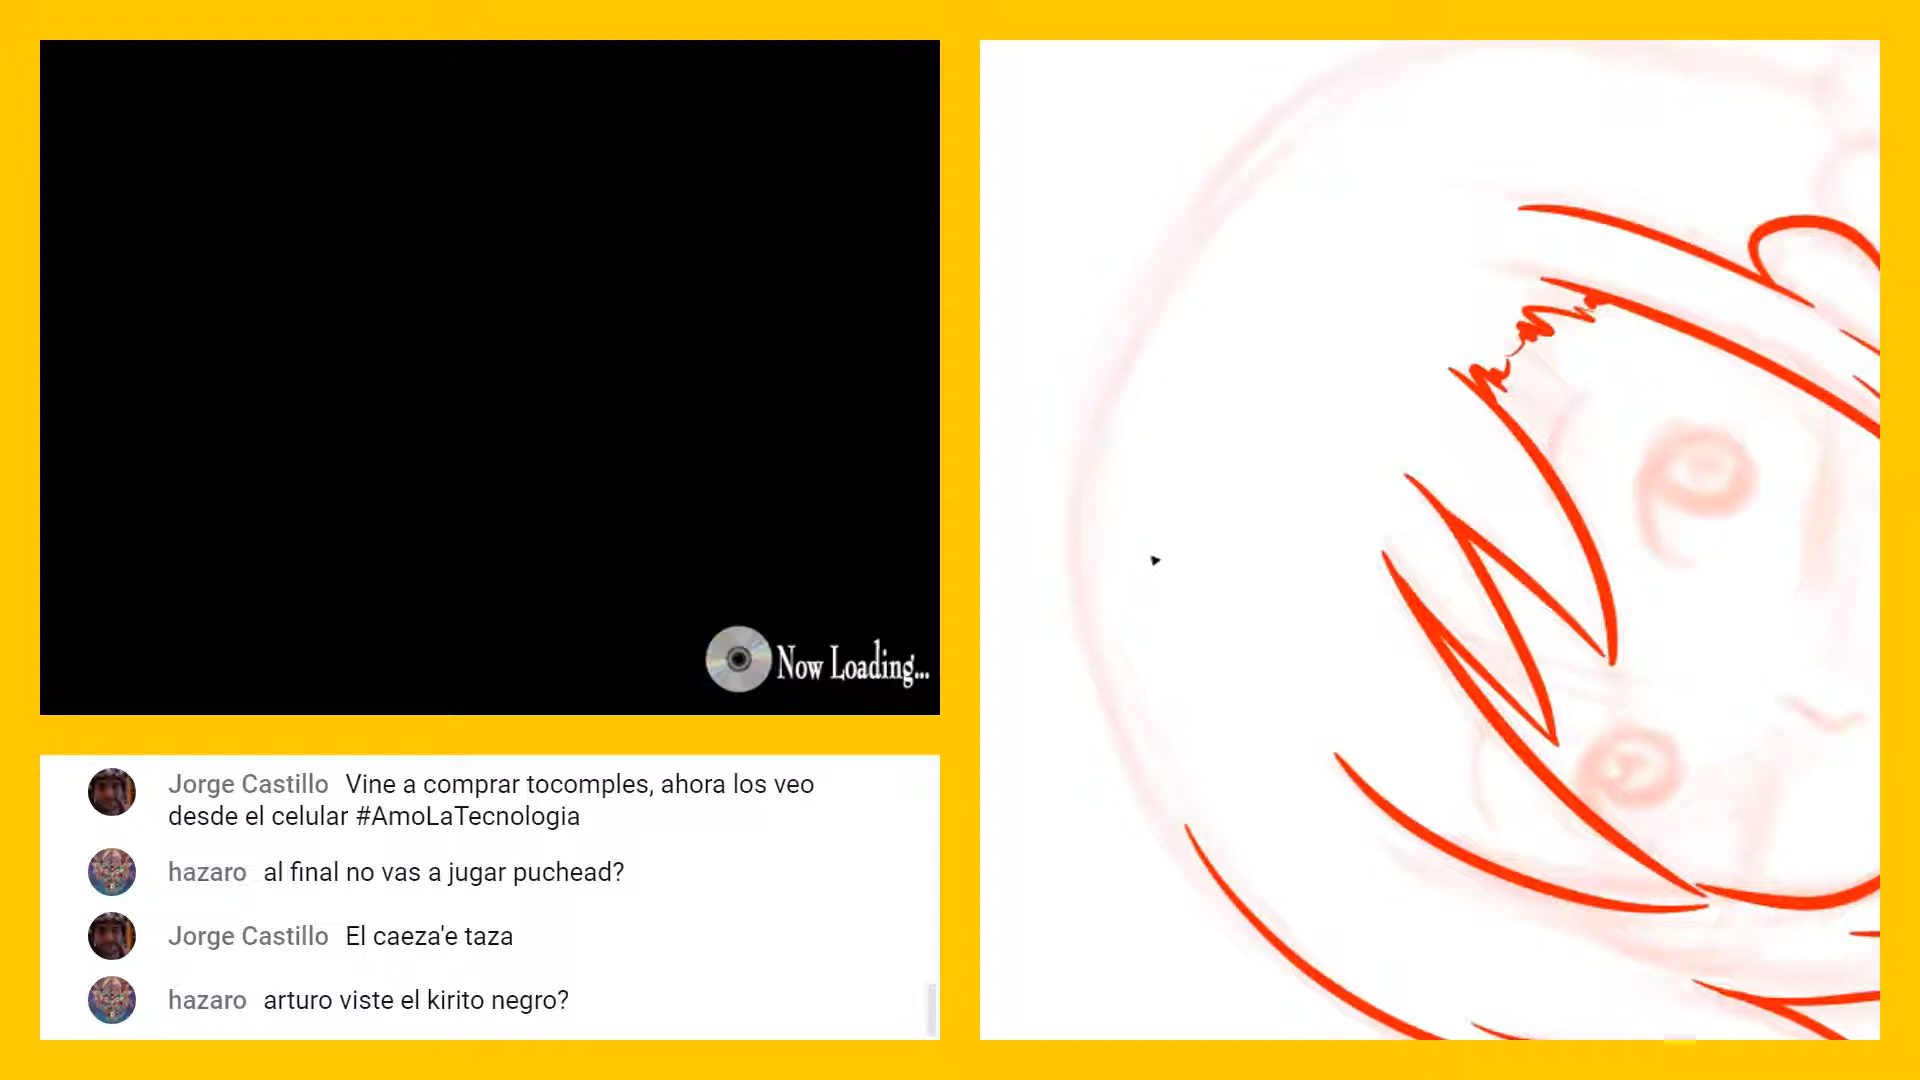 Now Loading...
Jorge Castillo Vine a comprar tocomples, ahora los veo
desde el celular #AmoLaTecnologia
hazaro al final no vas a jugar puchead?
Jorge Castillo El caeza'e taza
hazaro arturo viste el kirito negro?